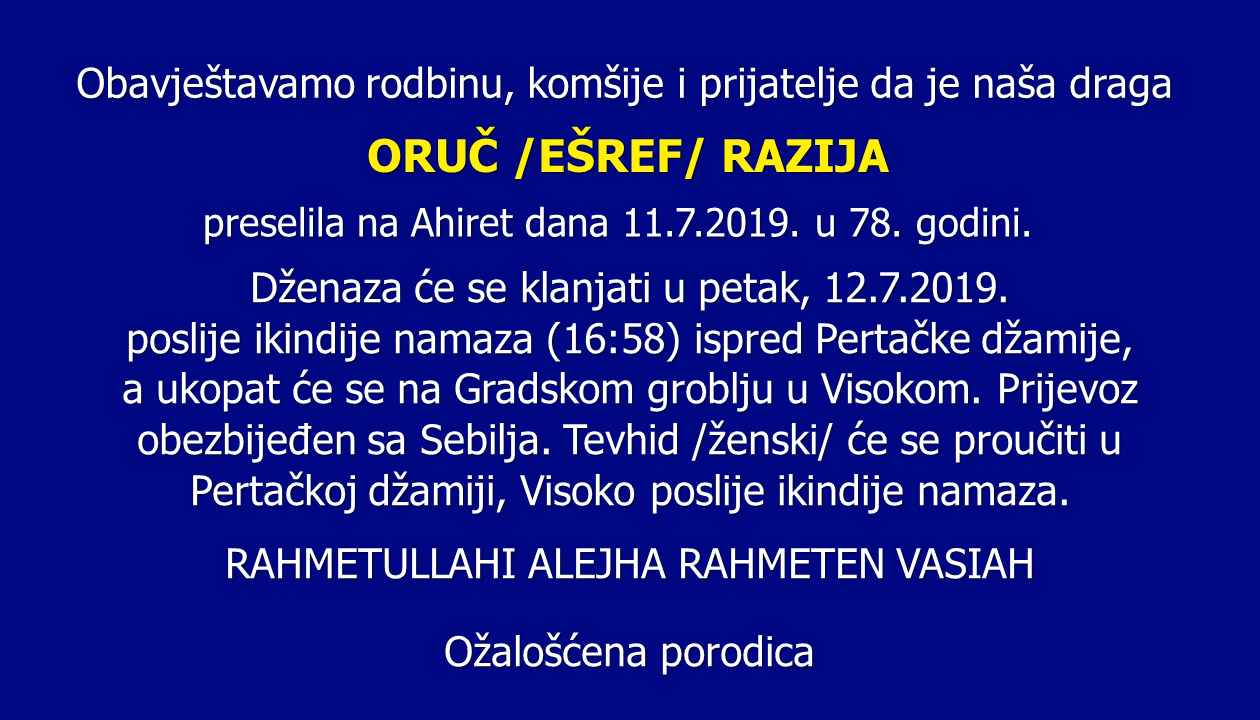 Obavještavamo rodbinu, komšije i prijatelje da je naša draga
ORUČ /EŠREF/ RAZIJA
preselila na Ahiret dana 11.7.2019. u 78. godini.
Dženaza će se klanjati u petak, 12.7.2019.
poslije ikindije namaza (16:58) ispred Pertačke džamije,
a ukopat će se na Gradskom groblju u Visokom. Prijevoz
obezbijeđen sa Sebilja. Tevhid /ženski/ će se proučiti u
Pertačkoj džamiji, Visoko poslije ikindije namaza.
RAHMETULLAHI ALEJHA RAHMETEN VASIAH
Ožalošćena porodica